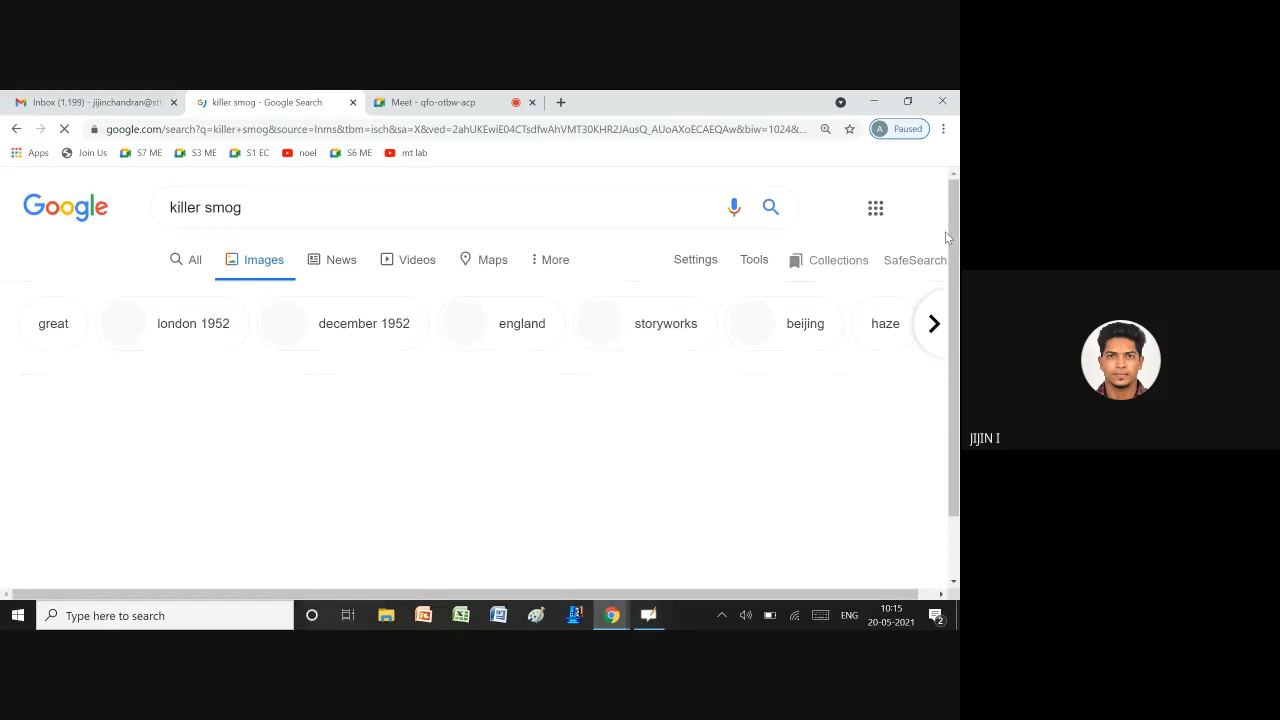 Inbox (1,199) - jijinchandran@st
killer smog - Google Search
Meet - qfo-otbw-acp
google.com/search?q=killer+smog&source=lnms&tbm=isch&sa=X&ved=2ahUKEwiE04CTsdfwAhVMT30KHR2JAusQ_AUoAXoECAEQAw&biw=1024&...
A Paused
Apps Join Us S7 ME S3 ME S1 EC noel S6 ME mt lab
Google killer smog
All Images News Videos Maps More Settings Tools Collections SafeSearch
great london 1952 december 1952 england storyworks beijing haze
JIJIN I
Type here to search
ENG
10:15
20-05-2021
2